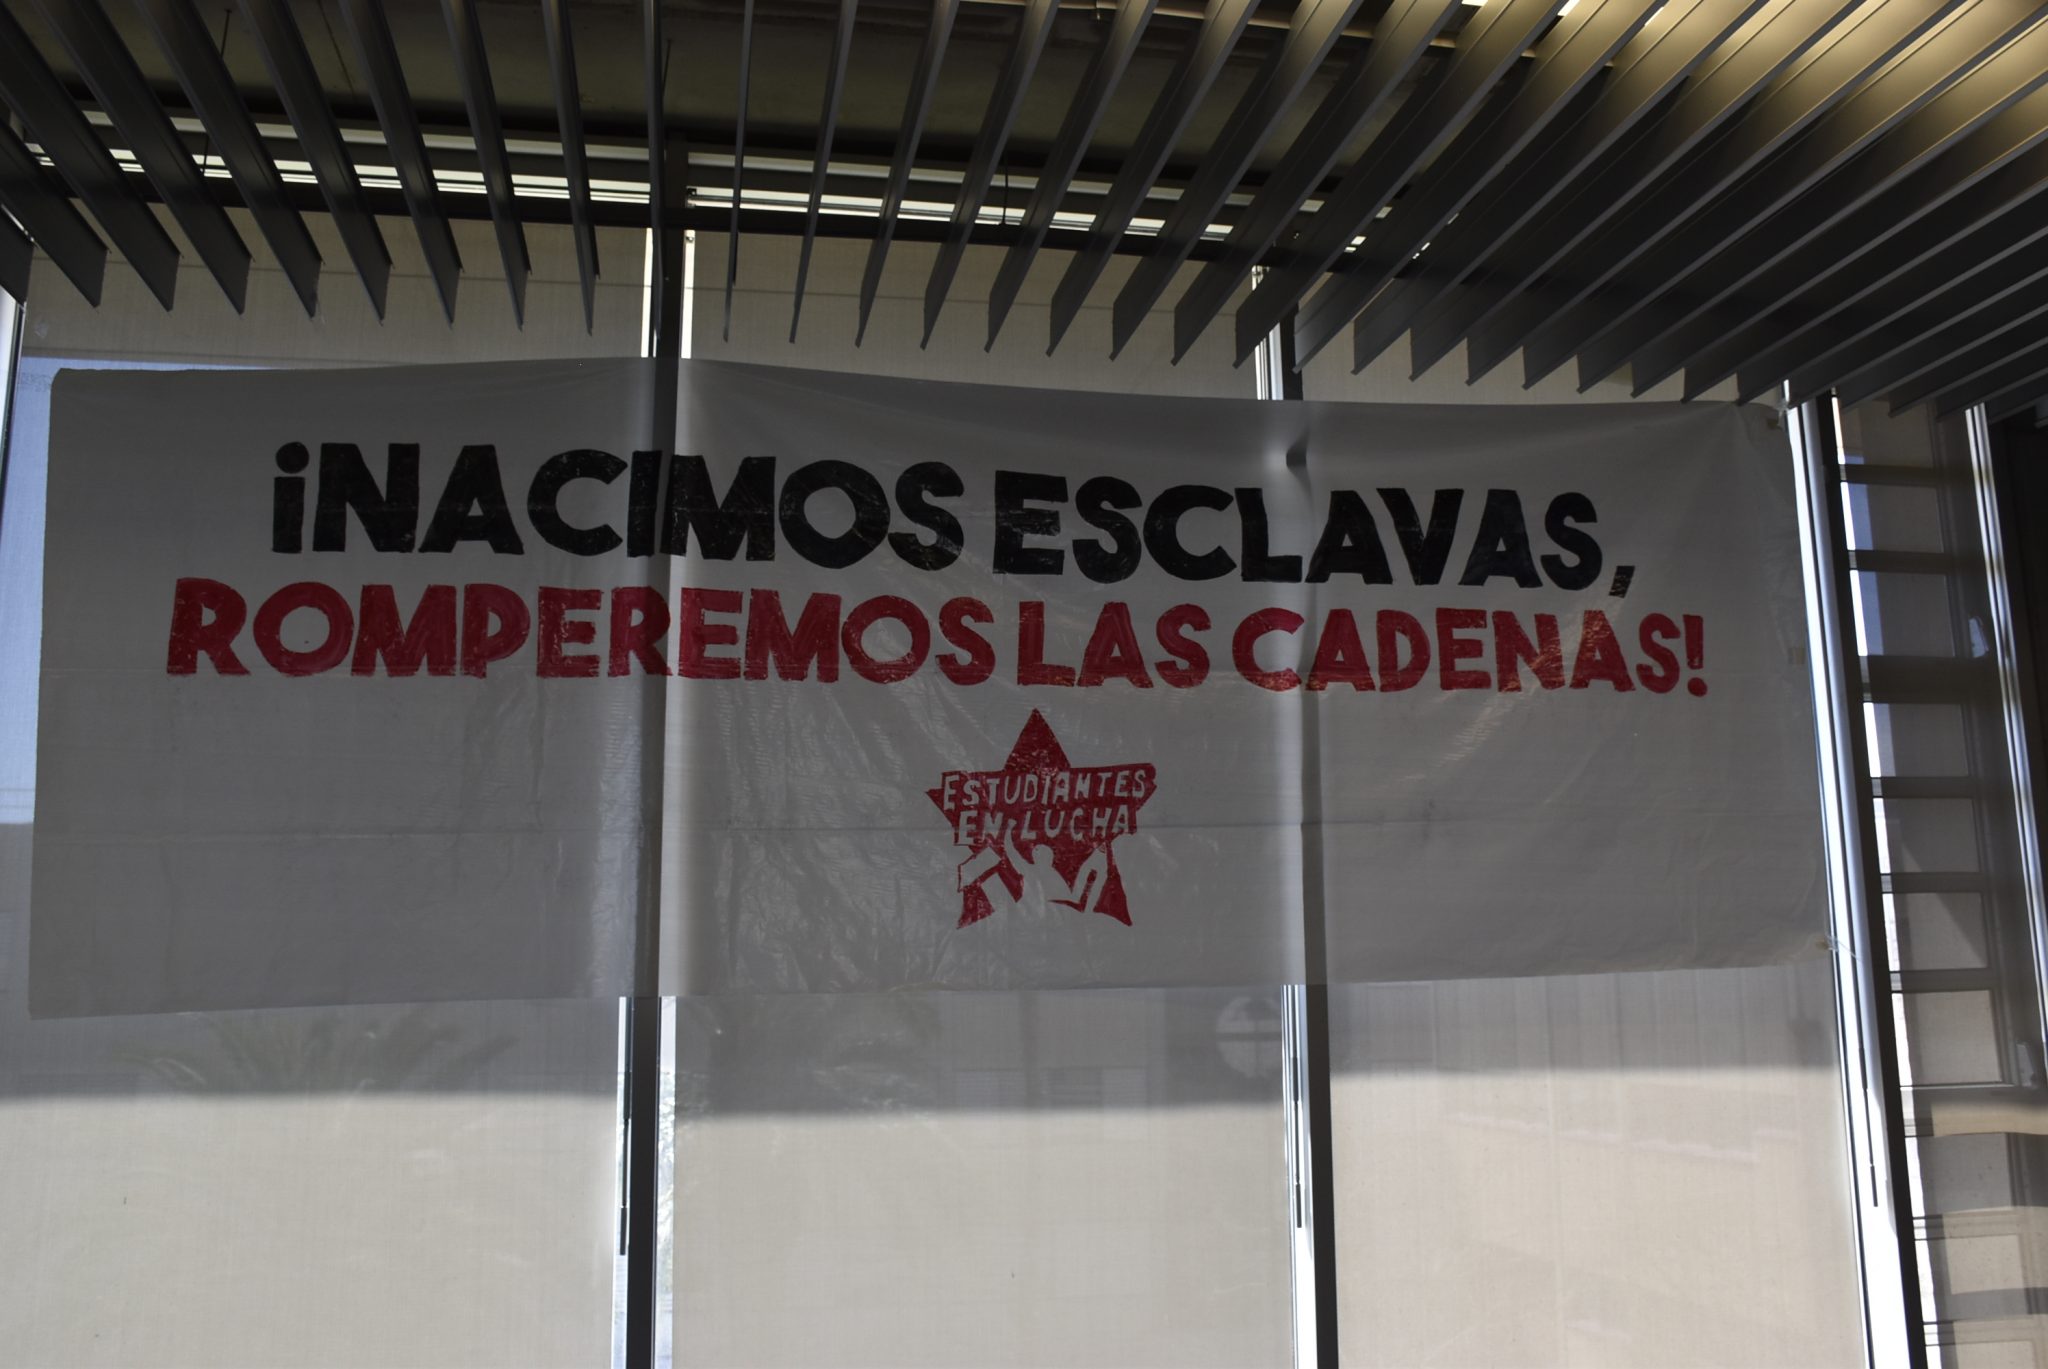 ¡NACIMOS ESCLAVAS,
ROMPEREMOS LAS CADENAS!
ESTUDIANTES
EN LUCHA